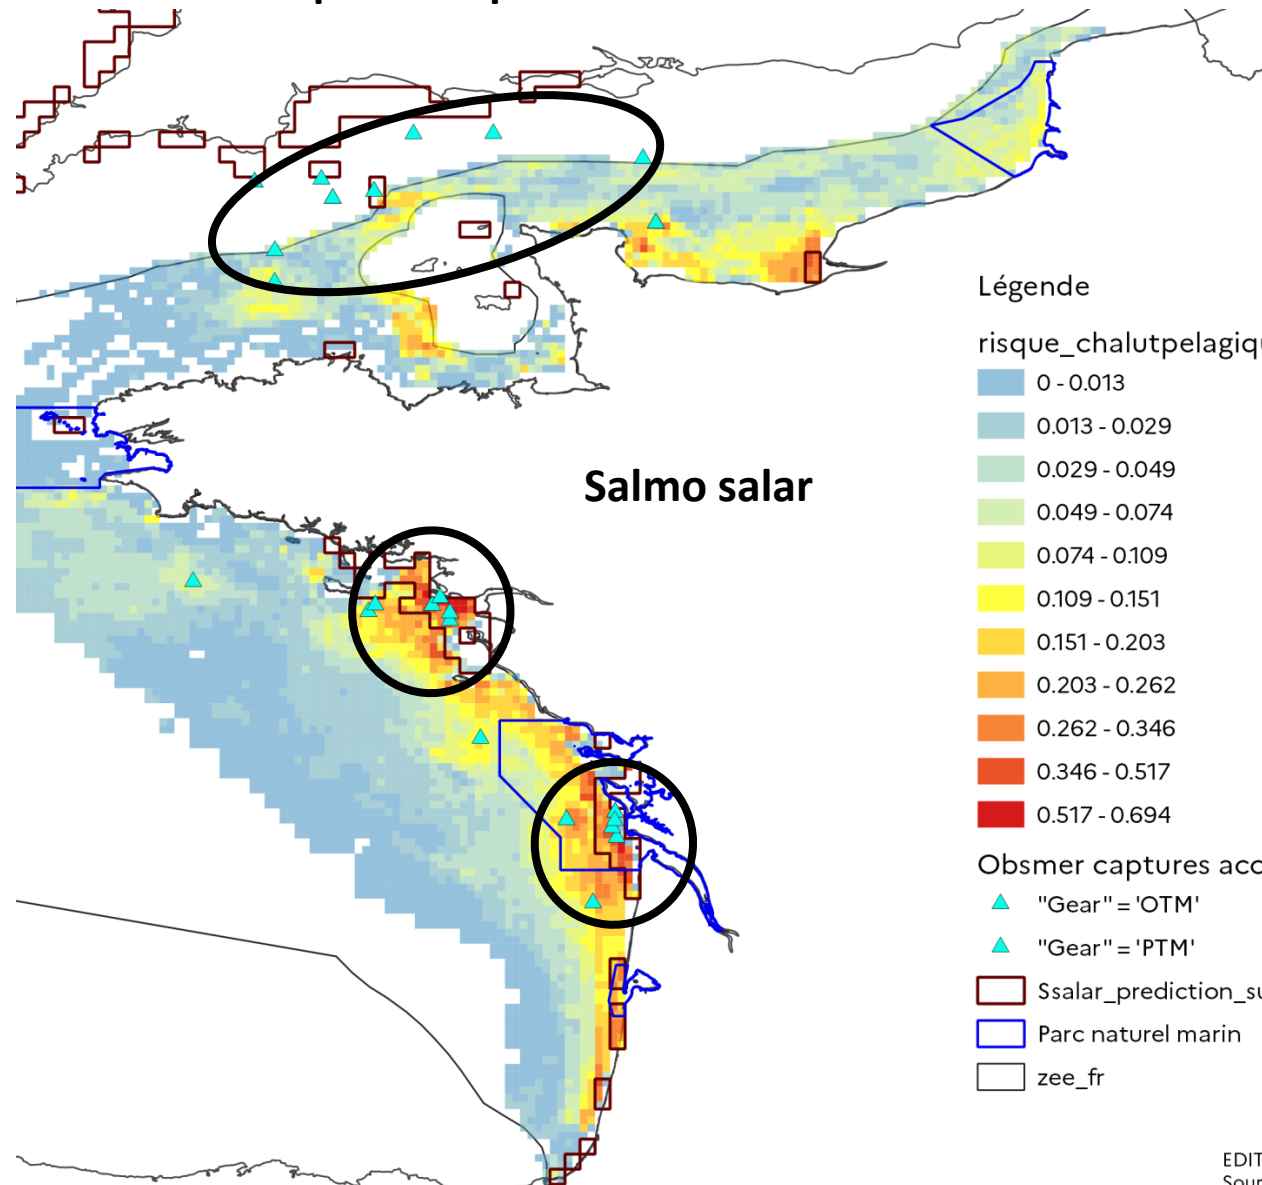 Salmo salar
Légende
risque_chalutpelagiqu
0 - 0.013
0.013 - 0.029
0.029 - 0.049
0.049 - 0.074
0.074 - 0.109
0.109 - 0.151
0.151 - 0.203
0.203 - 0.262
0.262 - 0.346
0.346 - 0.517
0.517 - 0.694
Obsmer captures acc
"Gear" = 'OTM'
"Gear" = 'PTM'
Ssalar_prediction_su
Parc naturel marin
zee_fr
EDIT